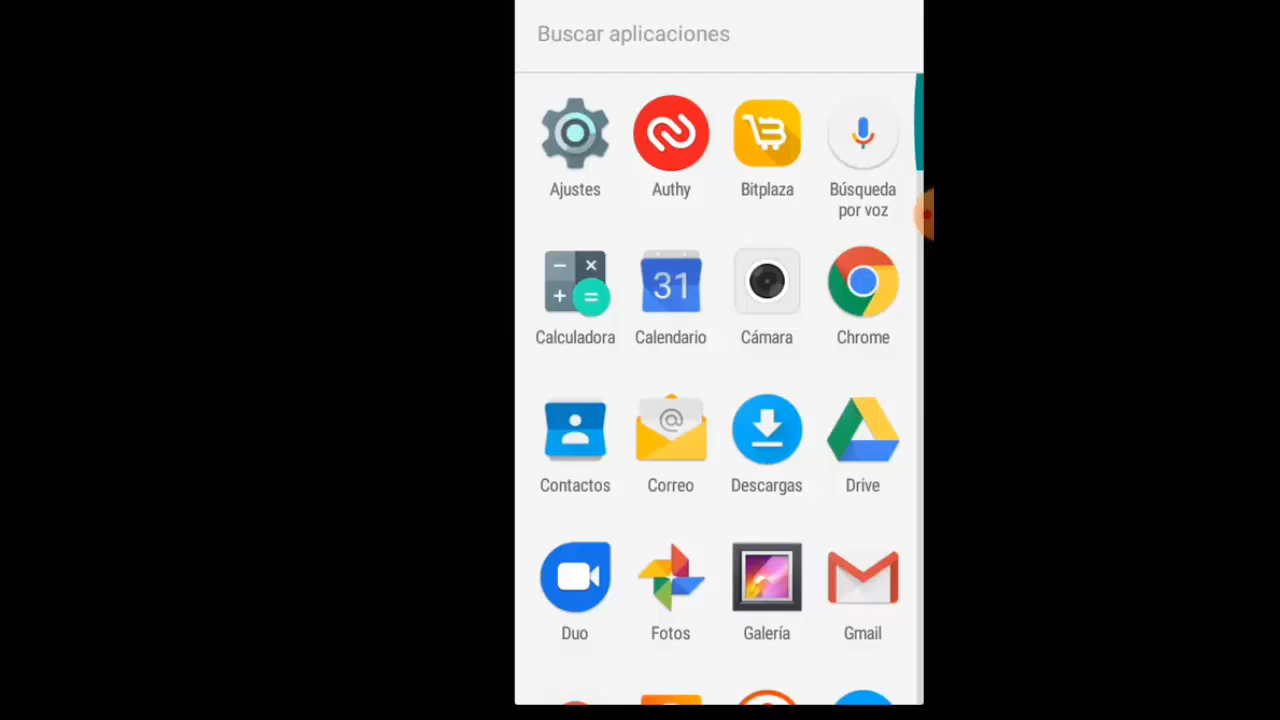 Buscar aplicaciones
Ajustes
Authy
Bitplaza
Búsqueda
por voz
31
Calculadora
Calendario
Cámara
Chrome
@
Contactos
Correo
Descargas
Drive
Duo
Fotos
Galería
Gmail